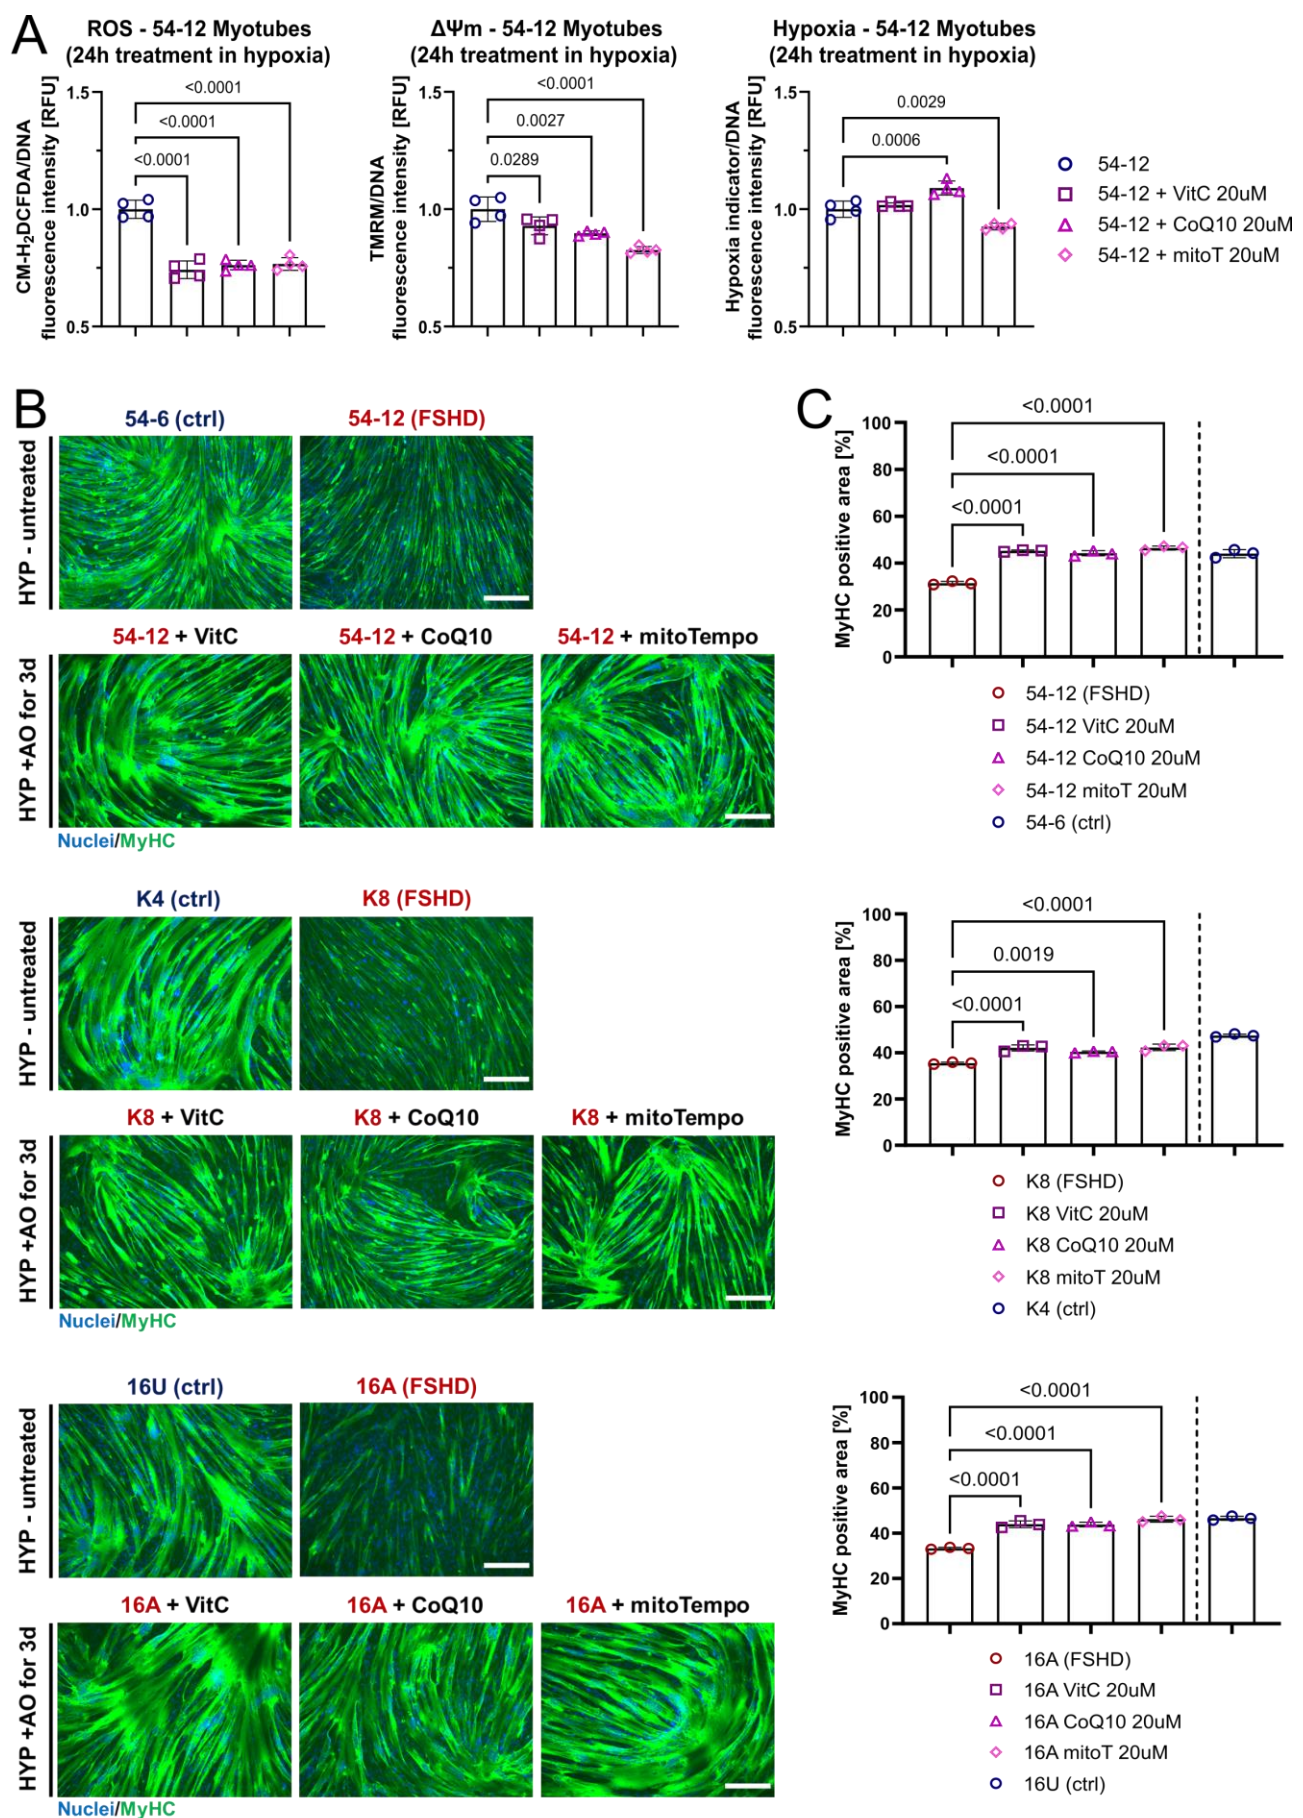 A
ROS - 54-12 Myotubes
(24h treatment in hypoxia)
CM-H₂DCFDA/DNA
fluorescence intensity [RFU]
1.5
1.0
0.5
<0.0001
<0.0001
<0.0001
ΔΨm - 54-12 Myotubes
(24h treatment in hypoxia)
TMRM/DNA
fluorescence intensity [RFU]
1.5
1.0
0.5
<0.0001
0.0027
0.0289
Hypoxia - 54-12 Myotubes
(24h treatment in hypoxia)
Hypoxia indicator/DNA
fluorescence intensity [RFU]
1.5
1.0
0.5
0.0029
0.0006
54-12
54-12 + VitC 20uM
54-12 + CoQ10 20uM
54-12 + mitoT 20uM
B
HYP - untreated
54-6 (ctrl)
54-12 (FSHD)
HYP +AO for 3d
54-12 + VitC
54-12 + CoQ10
54-12 + mitoTempo
Nuclei/MyHC
HYP - untreated
K4 (ctrl)
K8 (FSHD)
HYP +AO for 3d
K8 + VitC
K8 + CoQ10
K8 + mitoTempo
Nuclei/MyHC
HYP - untreated
16U (ctrl)
16A (FSHD)
HYP +AO for 3d
16A + VitC
16A + CoQ10
16A + mitoTempo
Nuclei/MyHC
C
MyHC positive area [%]
100
80
60
40
20
0
<0.0001
<0.0001
<0.0001
54-12 (FSHD)
54-12 VitC 20uM
54-12 CoQ10 20uM
54-12 mitoT 20uM
54-6 (ctrl)
MyHC positive area [%]
100
80
60
40
20
0
<0.0001
0.0019
<0.0001
K8 (FSHD)
K8 VitC 20uM
K8 CoQ10 20uM
K8 mitoT 20uM
K4 (ctrl)
MyHC positive area [%]
100
80
60
40
20
0
<0.0001
<0.0001
<0.0001
16A (FSHD)
16A VitC 20uM
16A CoQ10 20uM
16A mitoT 20uM
16U (ctrl)